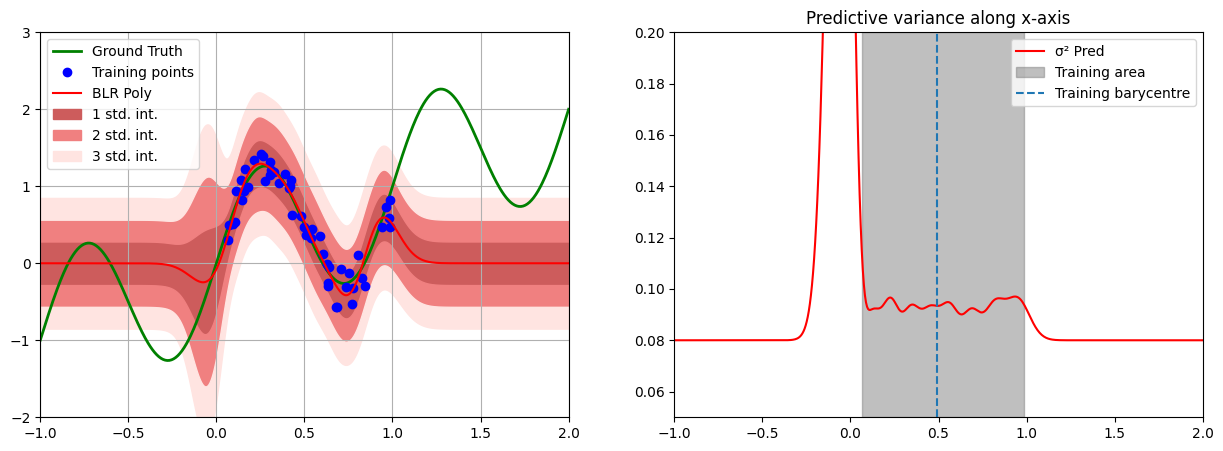 Ground Truth
Training points
BLR Poly
1 std. int.
2 std. int.
3 std. int.
3
2
1
0
−1
−2
−1.0 −0.5 0.0 0.5 1.0 1.5 2.0
Predictive variance along x-axis
σ² Pred
Training area
Training barycentre
0.20
0.18
0.16
0.14
0.12
0.10
0.08
0.06
−1.0 −0.5 0.0 0.5 1.0 1.5 2.0